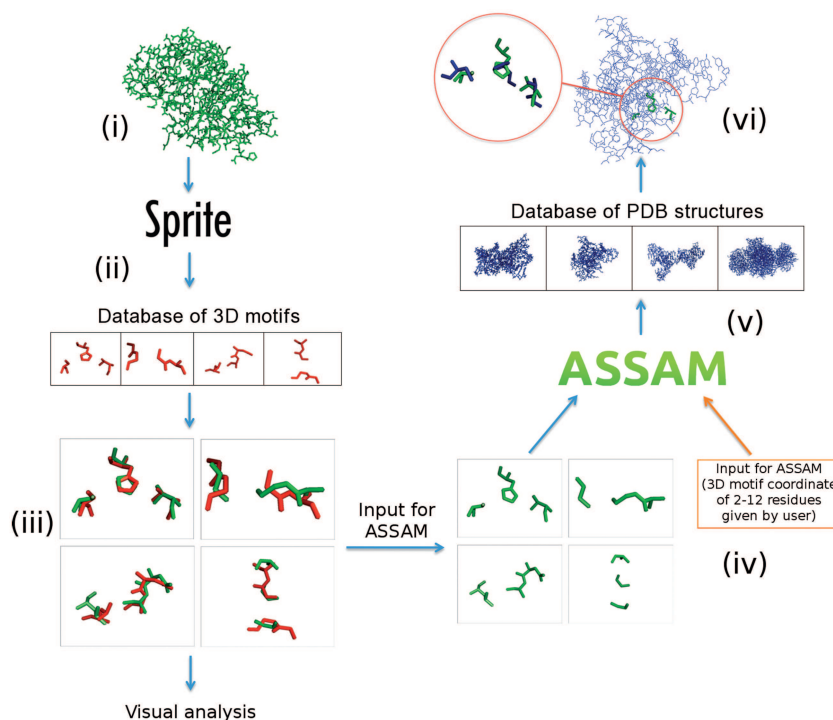 (i)
Sprite
(ii)
Database of 3D motifs
(iii)
Visual analysis
Input for
ASSAM
(iv)
Input for ASSAM
(3D motif coordinate
of 2-12 residues
given by user)
ASSAM
(v)
Database of PDB structures
(vi)